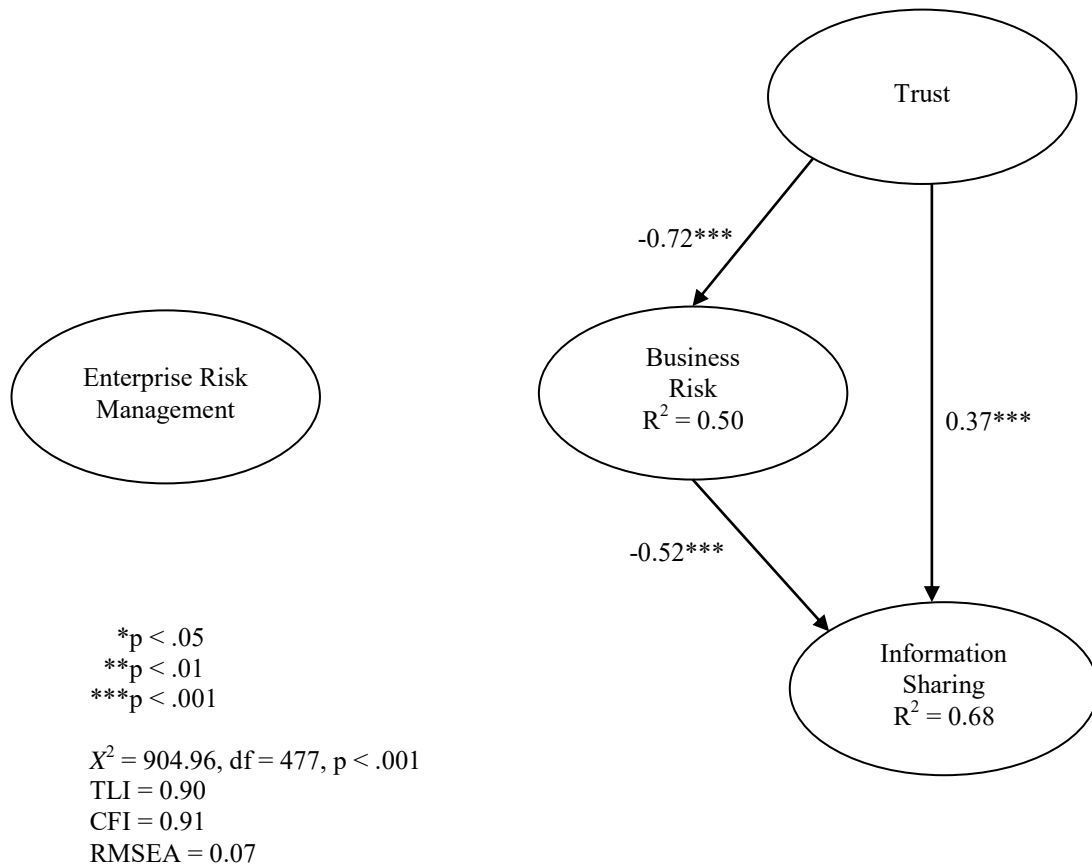 Trust
-0.72***
Enterprise Risk
Management
Business
Risk
R² = 0.50
0.37***
-0.52***
*p < .05
**p < .01
***p < .001
Information
Sharing
R² = 0.68
X² = 904.96, df = 477, p < .001
TLI = 0.90
CFI = 0.91
RMSEA = 0.07